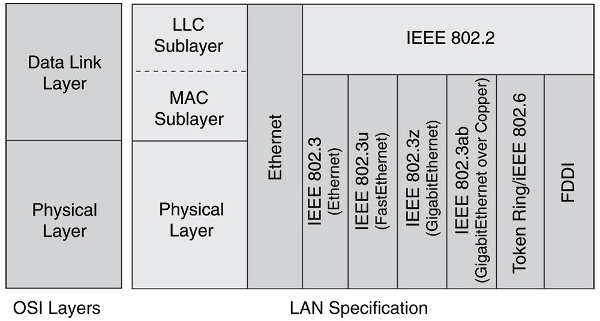 Data Link
Layer
Physical
Layer
OSI Layers
LLC
Sublayer
MAC
Sublayer
Physical
Layer
Ethernet
IEEE 802.2
IEEE 802.3
(Ethernet)
IEEE 802.3u
(FastEthernet)
IEEE 802.3z
(GigabitEthernet)
IEEE 802.3ab
(GigabitEthernet over Copper)
Token Ring/iEEE 802.6
FDDI
LAN Specification